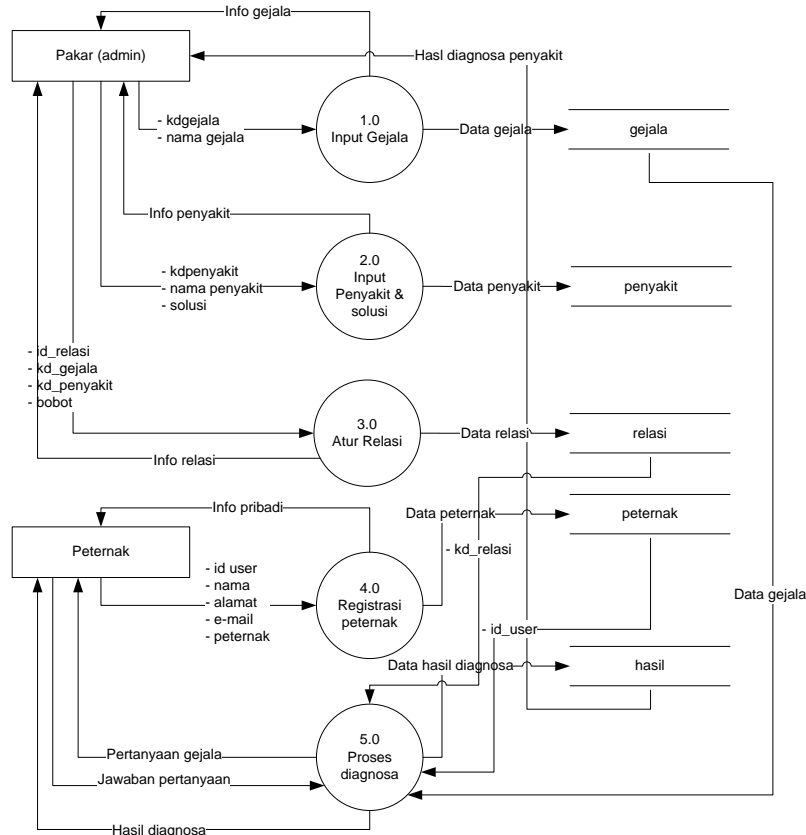 Info gejala
Pakar (admin)
Hasl diagnosa penyakit
- kdgejala
- nama gejala
1.0
Input Gejala
Data gejala
gejala
Info penyakit
- kdpenyakit
- nama penyakit
- solusi
2.0
Input
Penyakit &
solusi
Data penyakit
penyakit
- id_relasi
- kd_gejala
- kd_penyakit
- bobot
3.0
Atur Relasi
Data relasi
relasi
Info relasi
Info pribadi
Peternak
- id user
- nama
- alamat
- e-mail
- peternak
4.0
Registrasi
peternak
Data peternak
peternak
- kd_relasi
Data gejala
- id_user
Data hasil diagnosa
hasil
5.0
Proses
diagnosa
Pertanyaan gejala
Jawaban pertanyaan
Hasil diagnosa